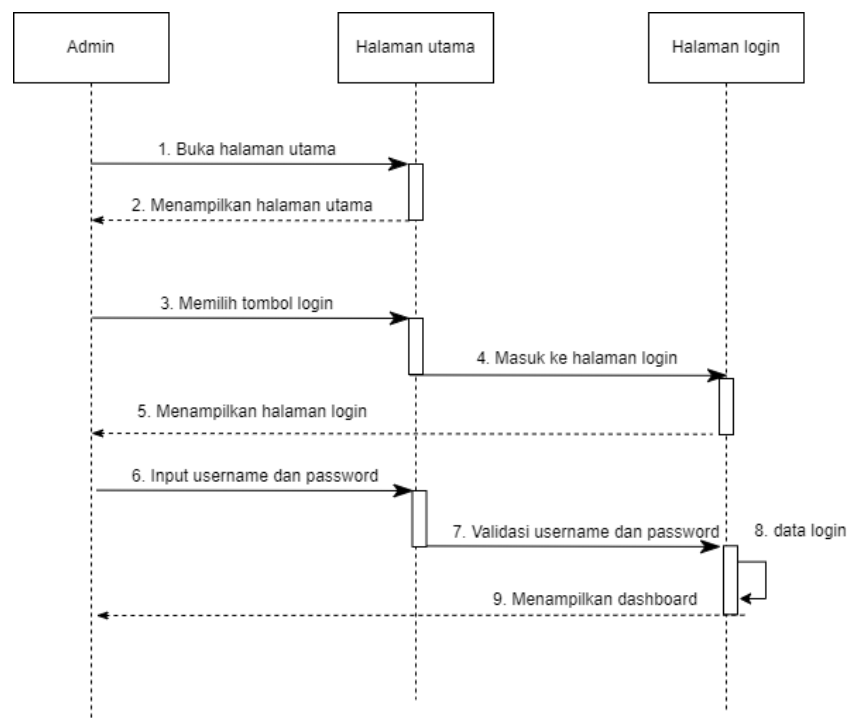 Admin
Halaman utama
Halaman login
1. Buka halaman utama
2. Menampilkan halaman utama
3. Memilih tombol login
4. Masuk ke halaman login
5. Menampilkan halaman login
6. Input username dan password
7. Validasi username dan password
8. data login
9. Menampilkan dashboard